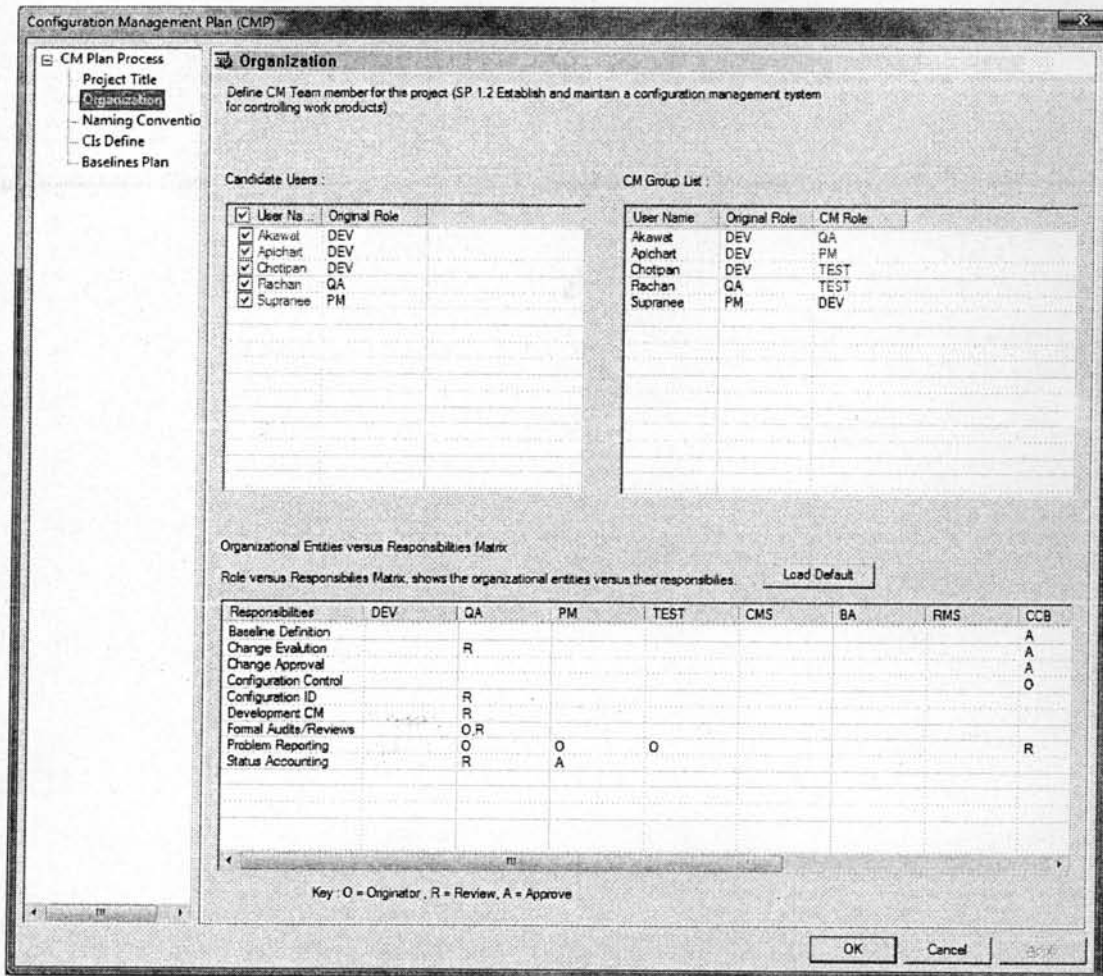 Configuration Management Plan (CMP)
CM Plan Process
Project Title
Organization
Naming Conventio
CIs Define
Baselines Plan
Organization
Define CM Team member for this project (SP 1.2 Establish and maintain a configuration management system
for controlling work products)
Candidate Users :
CM Group List :
User Na... Original Role
Akawat DEV
Apichart DEV
Chotipan DEV
Rachan QA
Supranee PM
User Name Original Role CM Role
Akawat DEV QA
Apichart DEV PM
Chotipan DEV TEST
Rachan QA TEST
Supranee PM DEV
Organizational Entities versus Responsibilities Matrix
Role versus Responsibilies Matrix, shows the organizational entities versus their responsibilies. Load Default
Responsibilities DEV QA PM TEST CMS BA RMS CCB
Baseline Definition A
Change Evalution R A
Change Approval A
Configuration Control O
Configuration ID R
Development CM R
Formal Audits/Reviews O,R
Problem Reporting O O O R
Status Accounting R A
Key : O = Originator , R = Review, A = Approve
OK Cancel